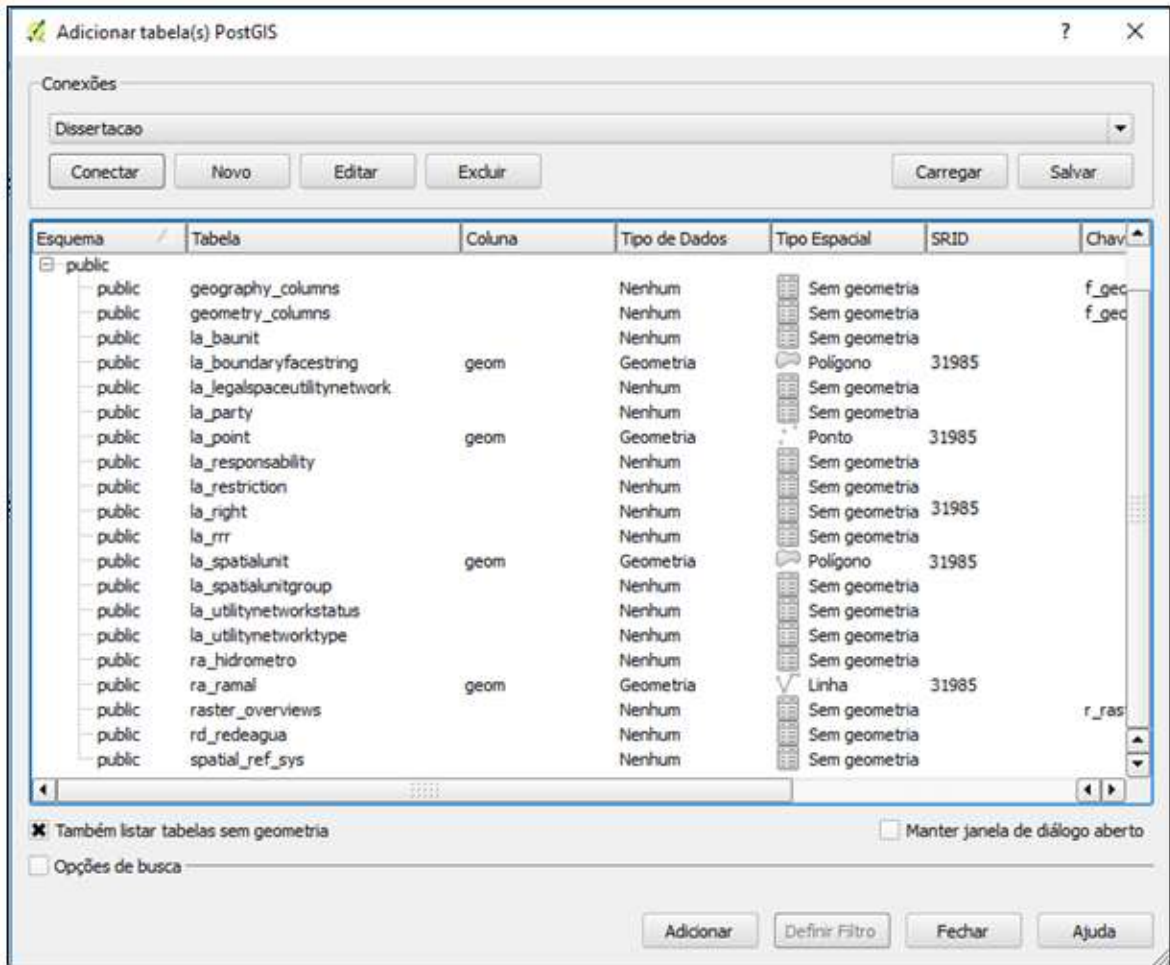 Adicionar tabela(s) PostGIS ?
Conexões
Dissertacao
Conectar Novo Editar Excluir Carregar Salvar
Esquema Tabela Coluna Tipo de Dados Tipo Espacial SRID Chav
public
public geography_columns Nenhum Sem geometria f_geo
public geometry_columns Nenhum Sem geometria f_geo
public la_baunit Nenhum Sem geometria
public la_boundaryfacestring geom Geometria Polígono 31985
public la_legalspaceutilitynetwork Nenhum Sem geometria
public la_party Nenhum Sem geometria
public la_point geom Geometria Ponto 31985
public la_responsability Nenhum Sem geometria
public la_restriction Nenhum Sem geometria
public la_right Nenhum Sem geometria 31985
public la_rrr Nenhum Sem geometria
public la_spatialunit geom Geometria Polígono 31985
public la_spatialunitgroup Nenhum Sem geometria
public la_utilitynetworkstatus Nenhum Sem geometria
public la_utilitynetworktype Nenhum Sem geometria
public ra_hidrometro Nenhum Sem geometria
public ra_ramal geom Geometria Linha 31985
public raster_overviews Nenhum Sem geometria r_ras
public rd_redeagua Nenhum Sem geometria
public spatial_ref_sys Nenhum Sem geometria
Também listar tabelas sem geometria Manter janela de diálogo aberto
Opções de busca
Adicionar Definir Filtro Fechar Ajuda